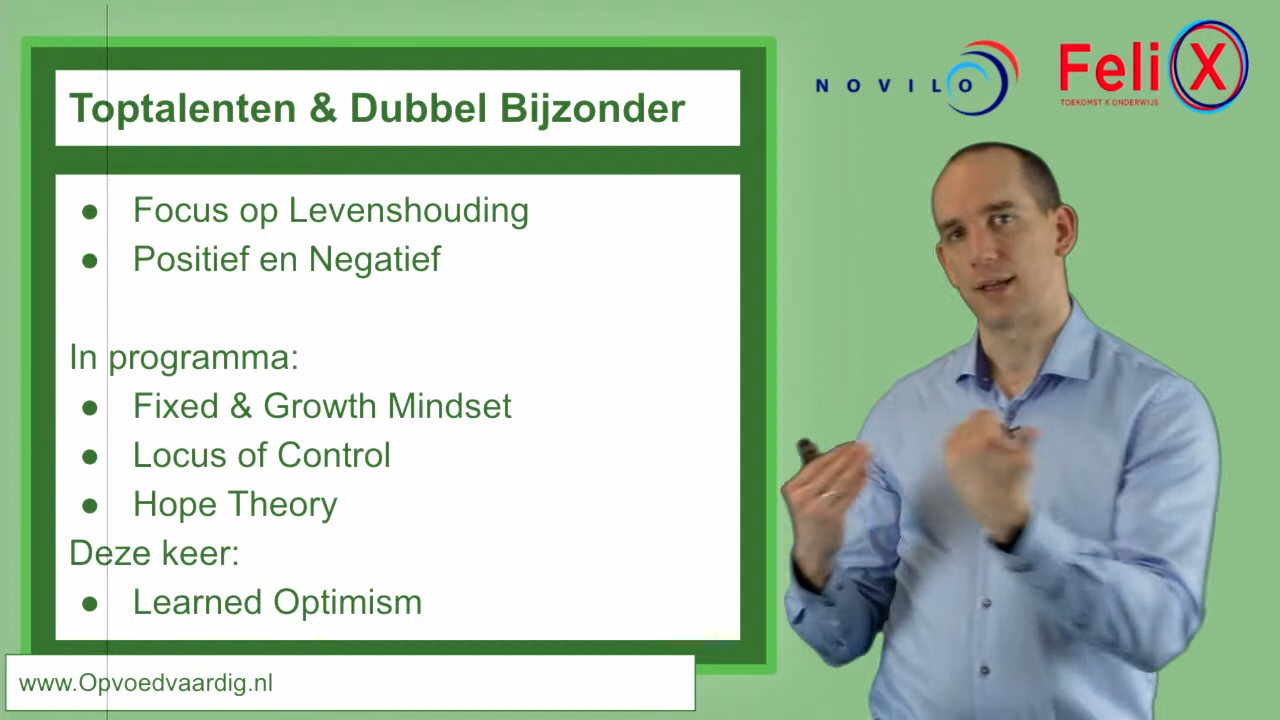 Toptalenten & Dubbel Bijzonder
● Focus op Levenshouding
● Positief en Negatief
In programma:
● Fixed & Growth Mindset
● Locus of Control
● Hope Theory
Deze keer:
● Learned Optimism
www.Opvoedvaardig.nl
NOVILO
FeliX
TOEKOMST X ONDERWIJS